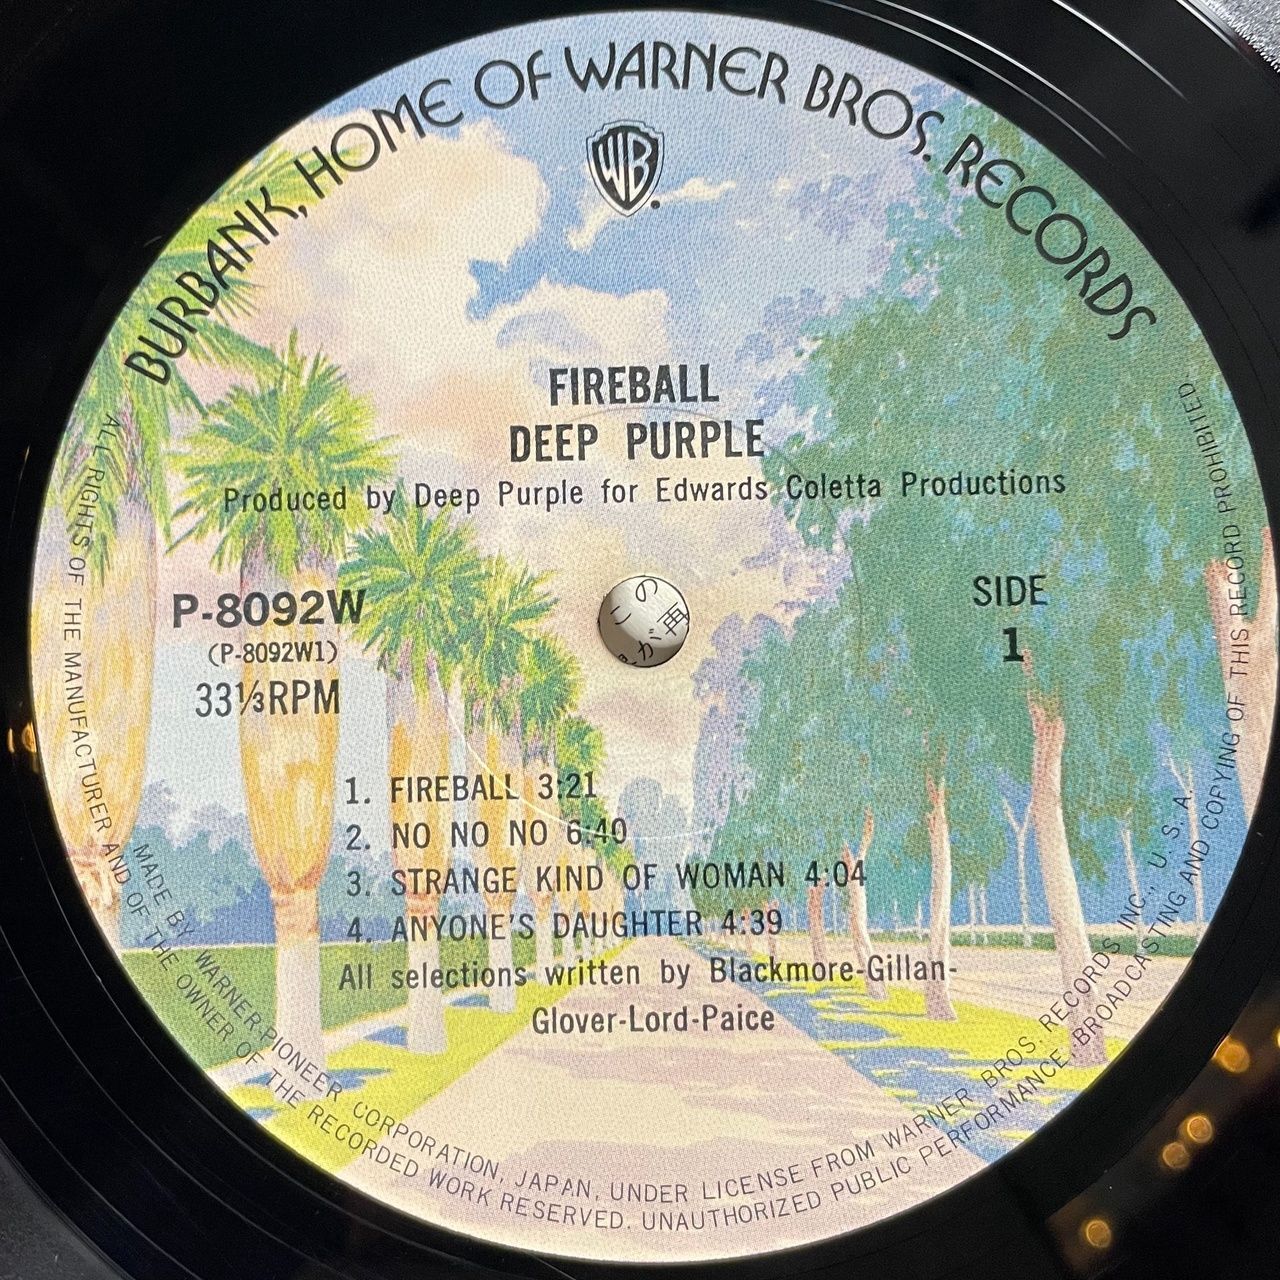 BURBANK, HOME OF WARNER BROS. RECORDS
WB
FIREBALL
DEEP PURPLE
Produced by Deep Purple for Edwards Coletta Productions
P-8092W
(P-8092W1)
33⅓RPM
SIDE
1
この
が再
1. FIREBALL 3:21
2. NO NO NO 6:40
3. STRANGE KIND OF WOMAN 4:04
4. ANYONE'S DAUGHTER 4:39
All selections written by Blackmore-Gillan-
Glover-Lord-Paice
MADE BY WARNER-PIONEER CORPORATION, JAPAN, UNDER LICENSE FROM WARNER BROS. RECORDS INC., U. S. A.
ALL RIGHTS OF THE MANUFACTURER AND OF THE OWNER OF THE RECORDED WORK RESERVED. UNAUTHORIZED PUBLIC PERFORMANCE, BROADCASTING AND COPYING OF THIS RECORD PROHIBITED.